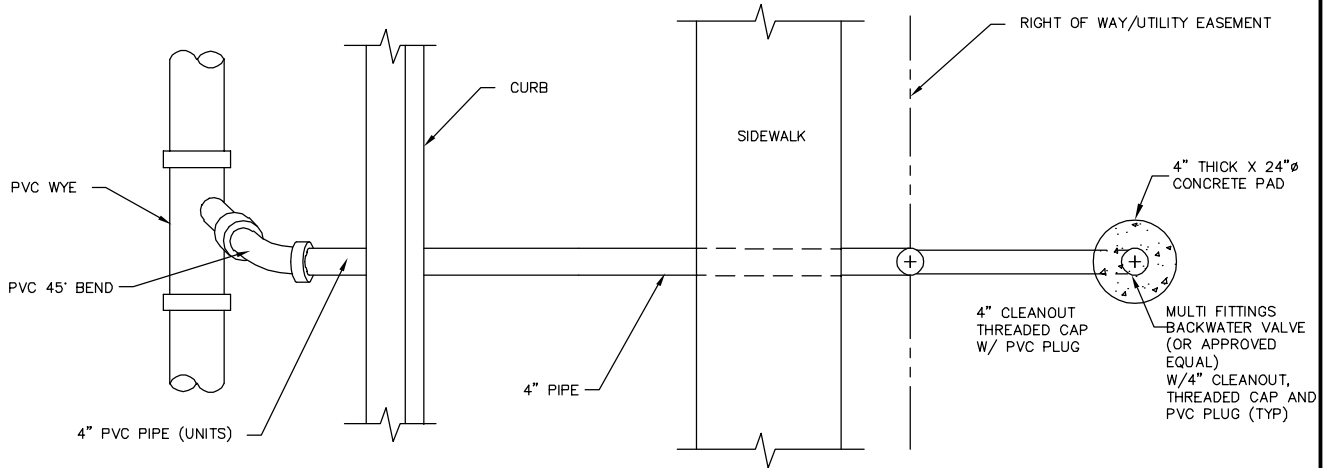 RIGHT OF WAY/UTILITY EASEMENT
CURB
SIDEWALK
4" THICK X 24"ø
CONCRETE PAD
PVC WYE
PVC 45° BEND
4" CLEANOUT
THREADED CAP
W/ PVC PLUG
MULTI FITTINGS
BACKWATER VALVE
(OR APPROVED
EQUAL)
W/4" CLEANOUT,
THREADED CAP AND
PVC PLUG (TYP)
4" PIPE
4" PVC PIPE (UNITS)